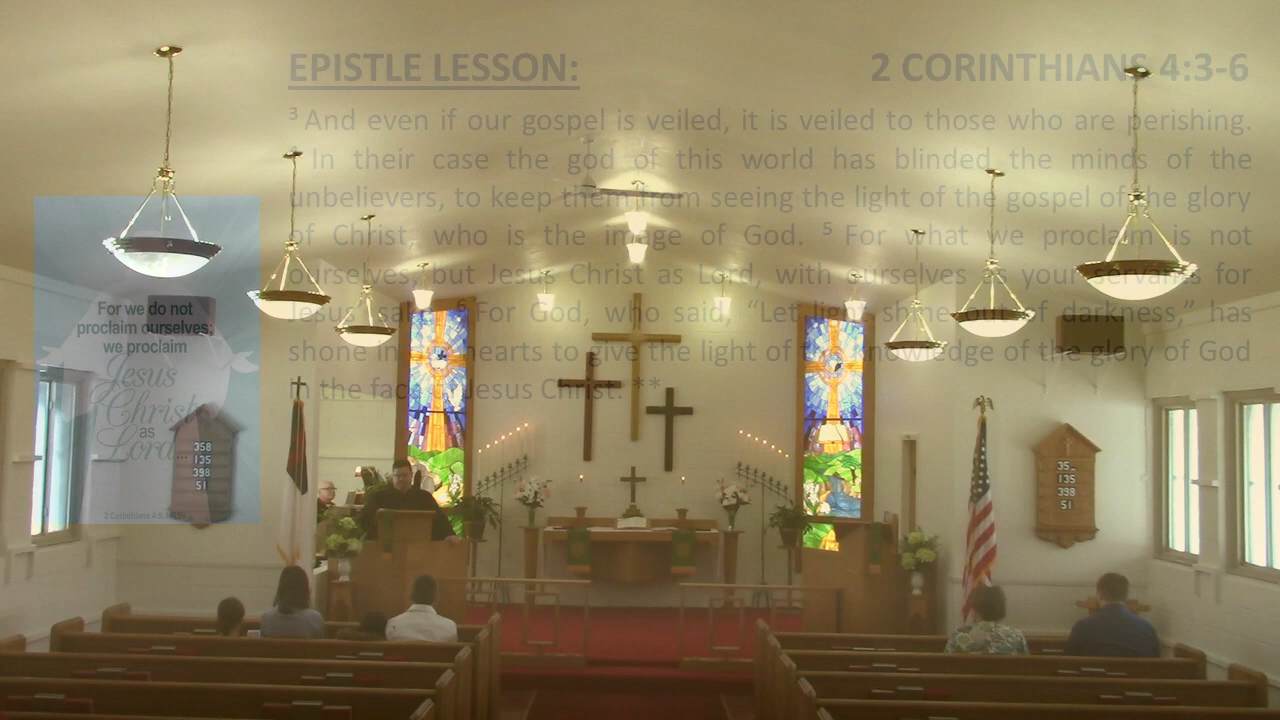 EPISTLE LESSON: 2 CORINTHIANS 4:3-6
³ And even if our gospel is veiled, it is veiled to those who are perishing.
In their case the god of this world has blinded the minds of the
unbelievers, to keep them from seeing the light of the gospel of the glory
of Christ, who is the image of God. ⁵ For what we proclaim is not
ourselves, but Jesus Christ as Lord, with ourselves as your servants for
Jesus' sake. ⁶ For God, who said, “Let light shine out of darkness,” has
shone in hearts to give the light of knowledge of the glory of God
in the face Jesus Christ. **
For we do not
proclaim ourselves;
we proclaim
Jesus
Christ
as
Lord...
2 Corinthians 4:5,
358
135
398
51
35
135
398
51